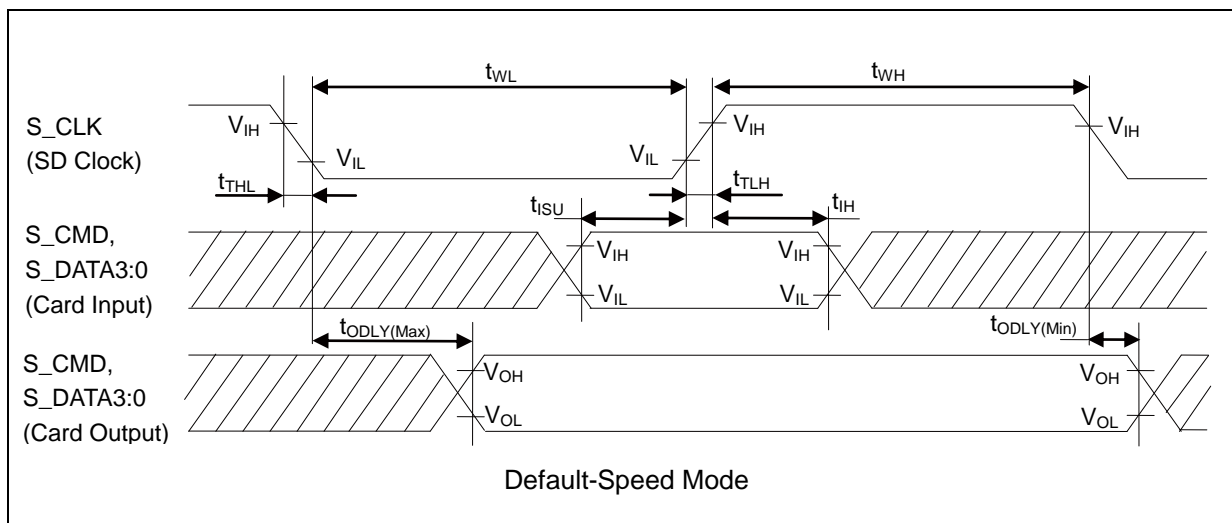 t_WL
t_WH
S_CLK
(SD Clock)
V_IH
V_IL
V_IL
V_IH
V_IH
t_THL
t_TLH
t_ISU
t_IH
S_CMD,
S_DATA3:0
(Card Input)
V_IH
V_IL
V_IH
V_IL
t_ODLY(Max)
t_ODLY(Min)
S_CMD,
S_DATA3:0
(Card Output)
V_OH
V_OL
V_OH
V_OL
Default-Speed Mode